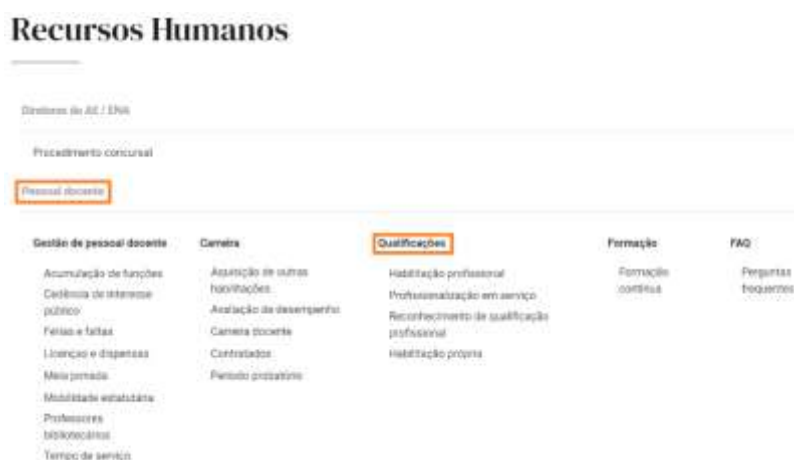 Recursos Humanos
Diretores de AE / ENA
Procedimento concursal
Pessoal docente
Gestão de pessoal docente
Acumulação de funções
Cedência de interesse
público
Férias e faltas
Licenças e dispensas
Meia jornada
Mobilidade estatutária
Professores
bibliotecários
Tempo de serviço
Carreira
Aquisição de outras
habilitações
Avaliação de desempenho
Carreira docente
Contratados
Período probatório
Qualificações
Habilitação profissional
Profissionalização em serviço
Reconhecimento de qualificação
profissional
Habilitação própria
Formação
Formação
contínua
FAQ
Perguntas
frequentes